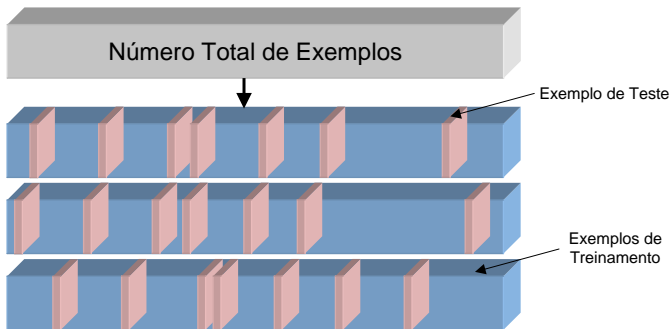 Número Total de Exemplos
Exemplo de Teste
Exemplos de
Treinamento